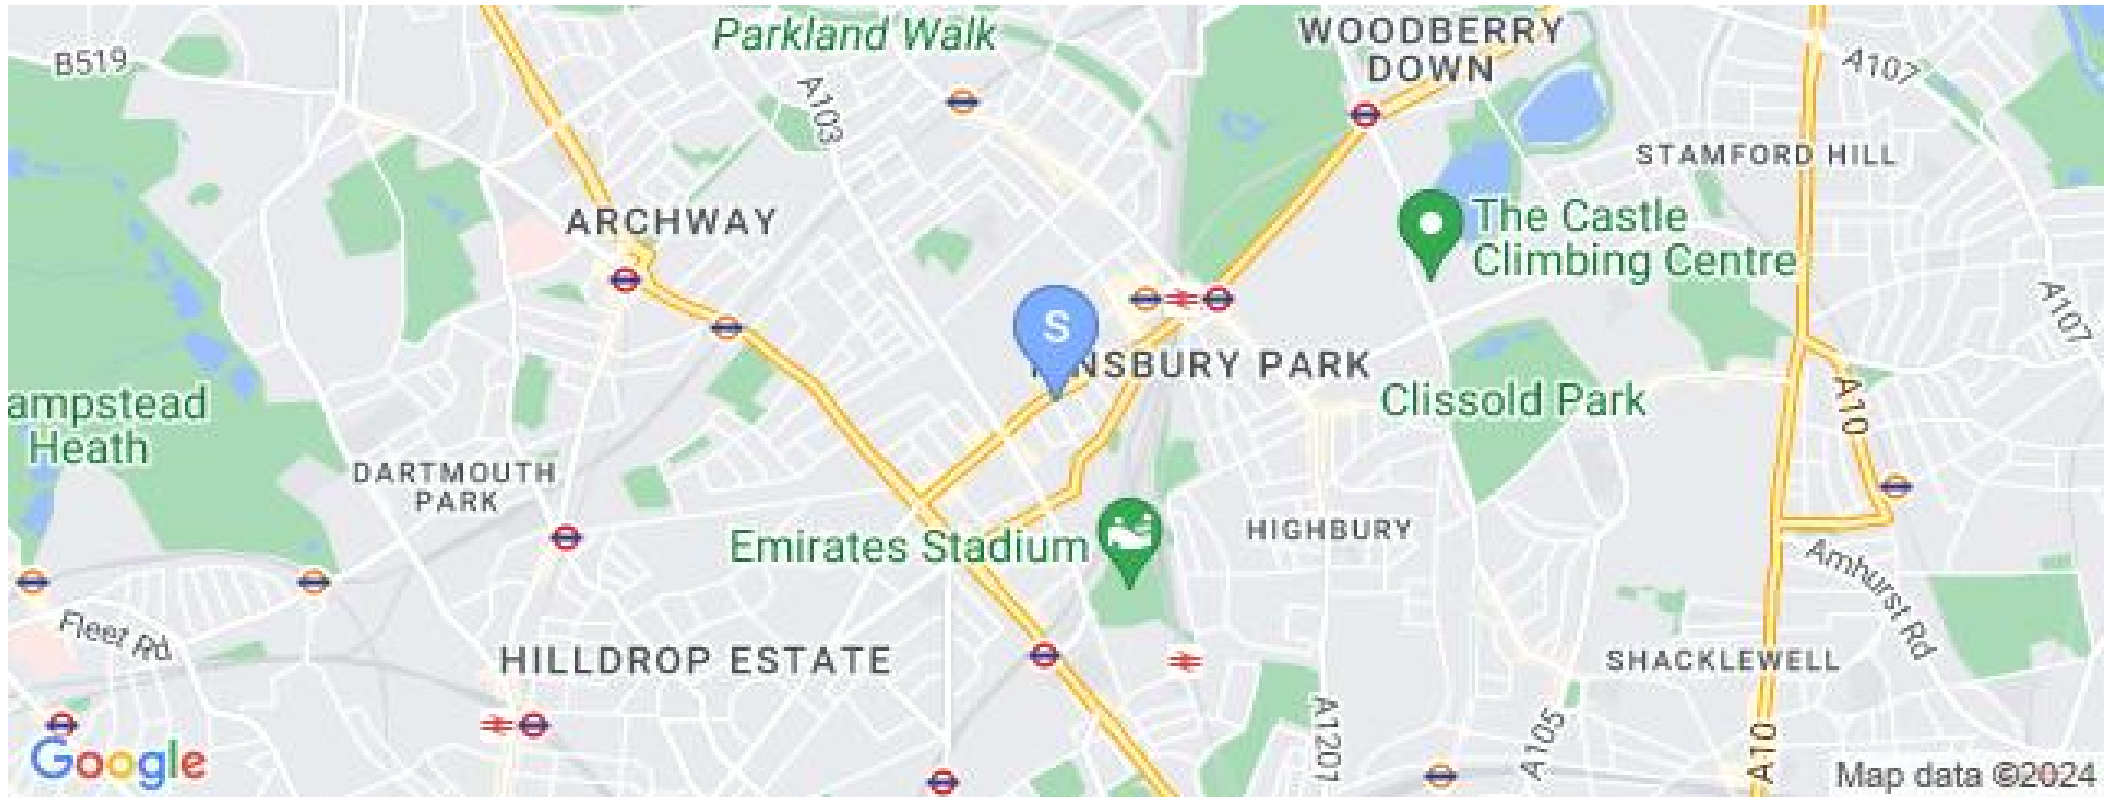 Parkland Walk
WOODBERRY
DOWN
B519
A103
A107
STAMFORD HILL
ARCHWAY
The Castle
Climbing Centre
S
A107
NSBURY PARK
ampstead
Heath
Clissold Park
A10
DARTMOUTH
PARK
Emirates Stadium
HIGHBURY
Amhurst Rd
Fleet Rd
HILLDROP ESTATE
SHACKLEWELL
A1201
A105
A10
Google
Map data ©2024